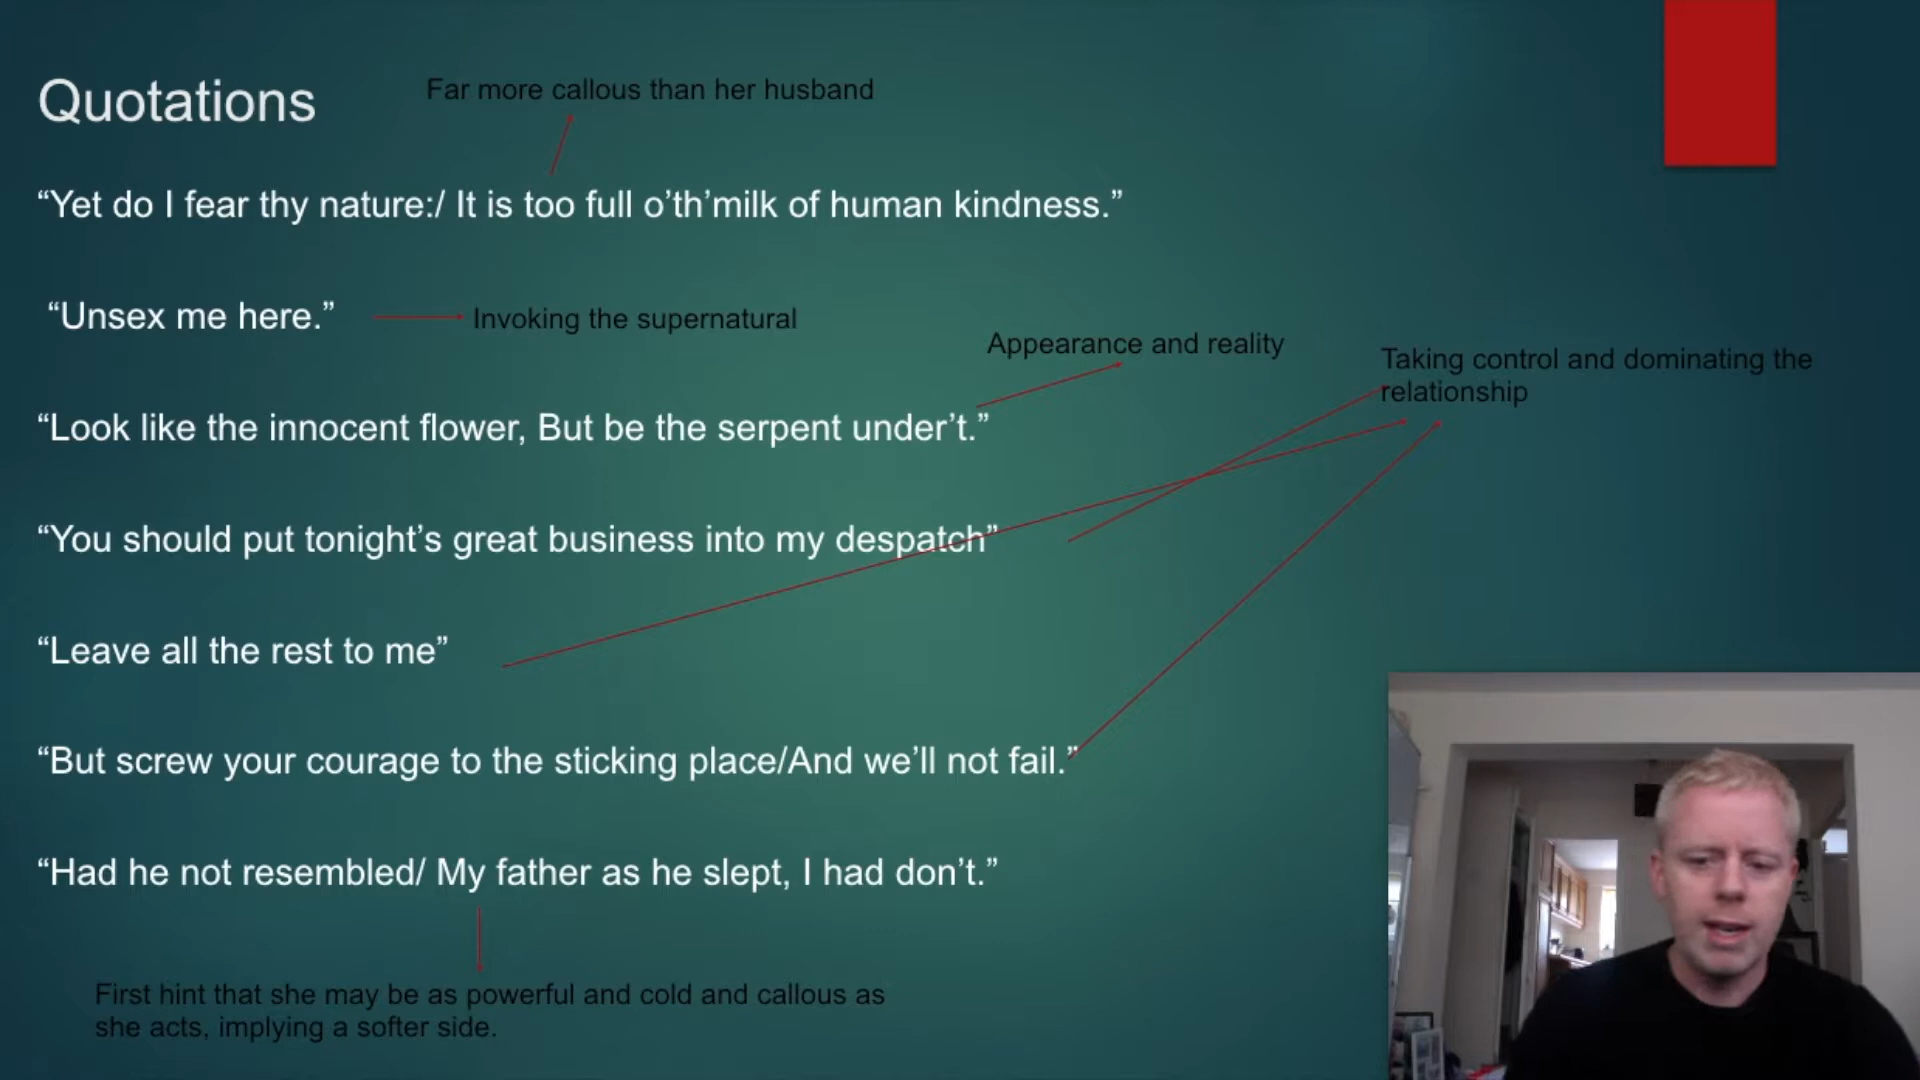 Quotations
Far more callous than her husband
“Yet do I fear thy nature:/ It is too full o’th’milk of human kindness.”
“Unsex me here.”
Invoking the supernatural
Appearance and reality
Taking control and dominating the
relationship
“Look like the innocent flower, But be the serpent under’t.”
“You should put tonight’s great business into my despatch”
“Leave all the rest to me”
“But screw your courage to the sticking place/And we’ll not fail.”
“Had he not resembled/ My father as he slept, I had don’t.”
First hint that she may be as powerful and cold and callous as
she acts, implying a softer side.